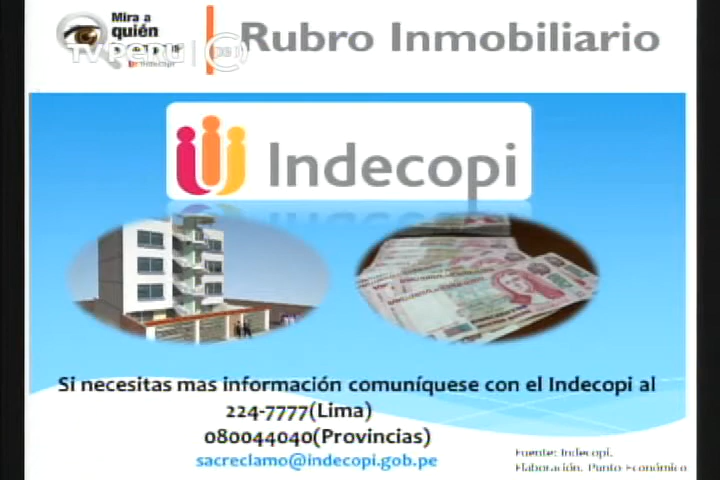 Mira a
quién
TV Perú
Indecopi
Rubro Inmobiliario
Indecopi
Si necesitas mas información comuníquese con el Indecopi al
224-7777(Lima)
080044040(Provincias)
sacreclamo@indecopi.gob.pe
Fuente: Indecopi.
Elaboración. Punto Económico